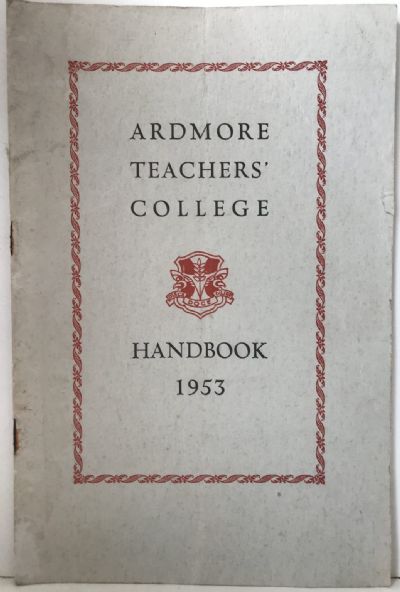 ARDMORE
TEACHERS'
COLLEGE
HANDBOOK
1953